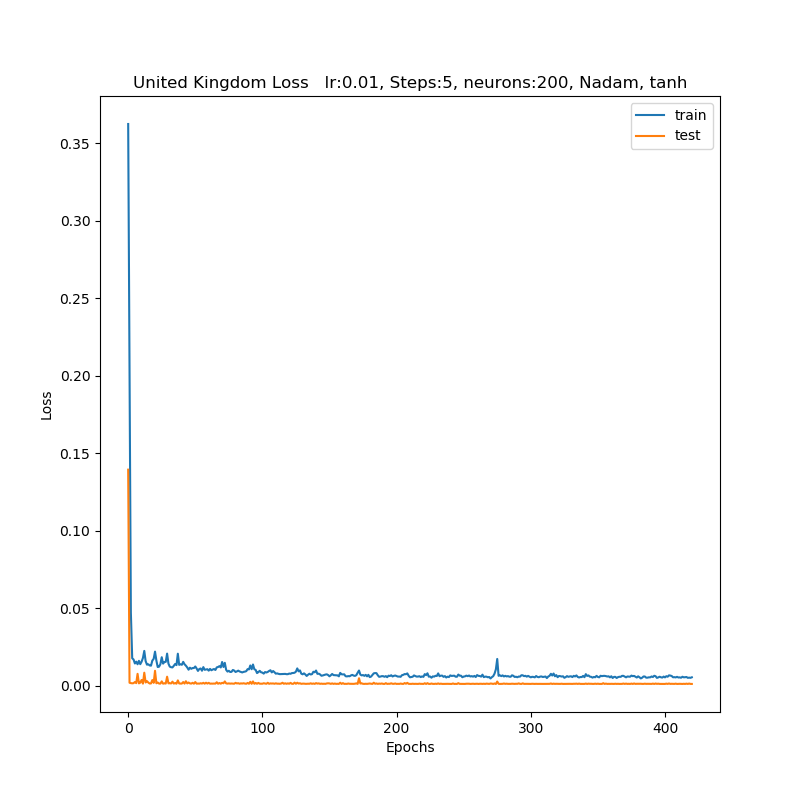 United Kingdom Loss   lr:0.01, Steps:5, neurons:200, Nadam, tanh
train
test
0.35
0.30
0.25
0.20
0.15
0.10
0.05
0.00
Loss
0 100 200 300 400
Epochs